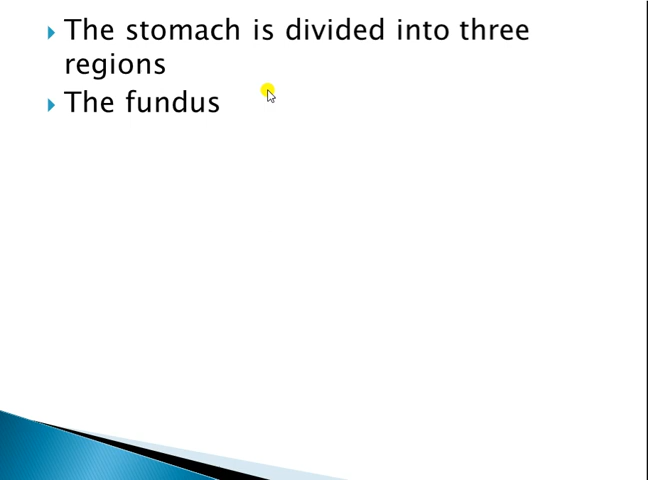 The stomach is divided into three
regions
The fundus